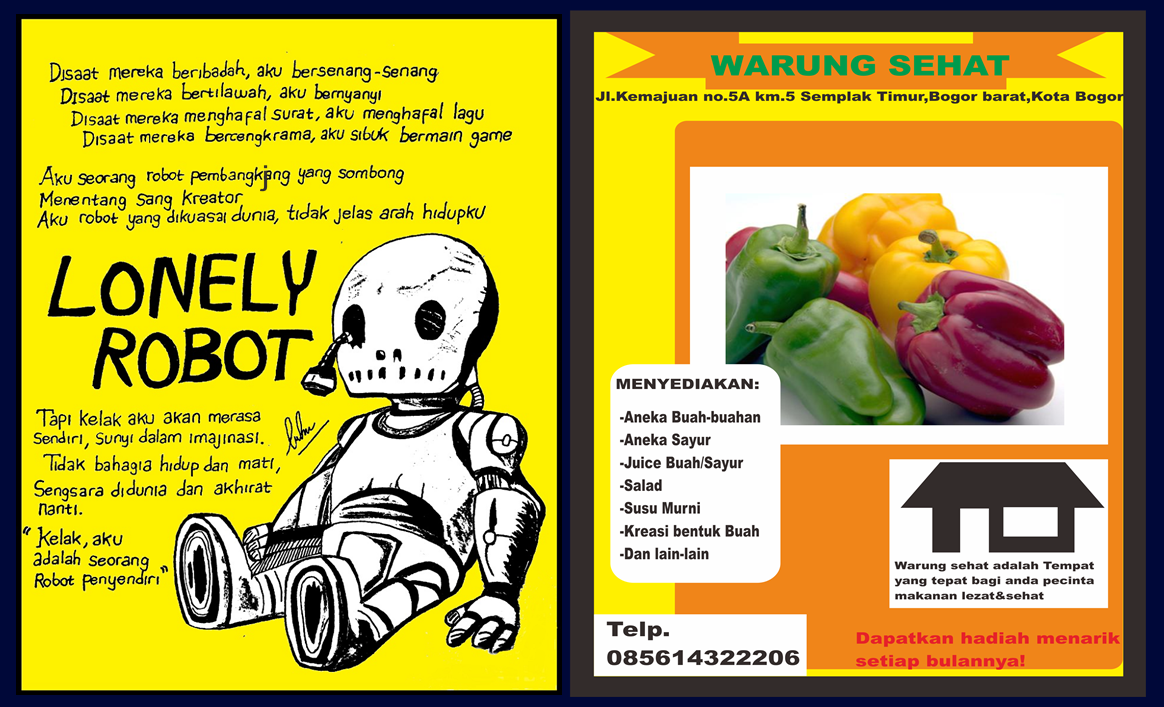 Disaat mereka beribadah, aku bersenang-senang
Disaat mereka bertilawah, aku bernyanyi
Disaat mereka menghafal surat, aku menghafal lagu
Disaat mereka bercengkrama, aku sibuk bermain game
Aku seorang robot pembangkjang yang sombong
Menentang Sang Kreator
Aku robot yang dikuasai dunia, tidak jelas arah hidupku
LONELY
ROBOT
Tapi kelak aku akan merasa
Sendiri, Sunyi dalam imajinasi.
Tidak bahagia hidup dan mati,
Sengsara didunia dan akhirat
nanti.
"Kelak, aku
adalah seorang
Robot penyendiri"
WARUNG SEHAT
Jl.Kemajuan no.5A km.5 Semplak Timur,Bogor barat,Kota Bogor
MENYEDIAKAN:
-Aneka Buah-buahan
-Aneka Sayur
-Juice Buah/Sayur
-Salad
-Susu Murni
-Kreasi bentuk Buah
-Dan lain-lain
Warung sehat adalah Tempat
yang tepat bagi anda pecinta
makanan lezat&sehat
Telp.
085614322206
Dapatkan hadiah menarik
setiap bulannya!